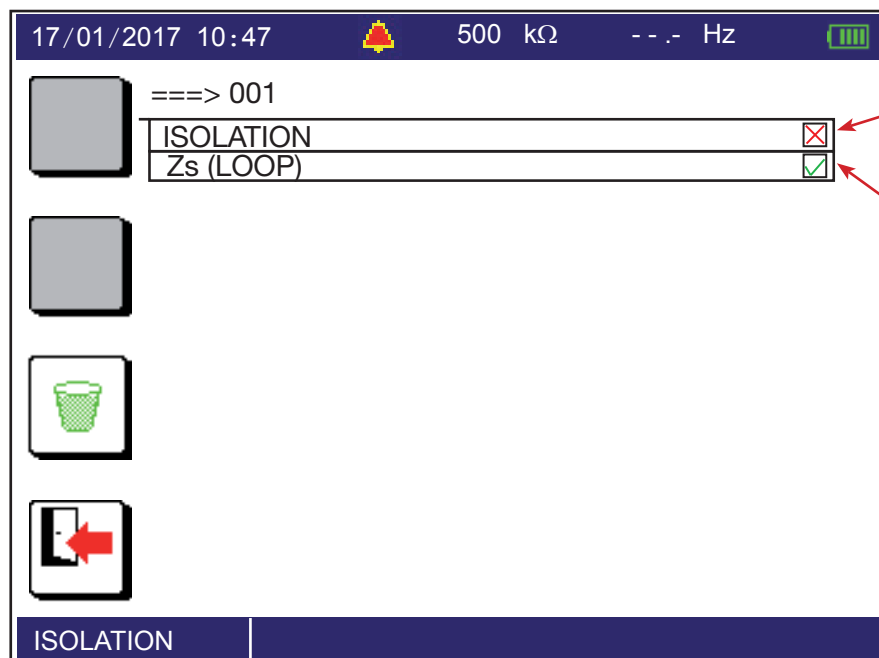 17/01/2017 10:47 500 kΩ - - .- Hz
===> 001
ISOLATION
Zs (LOOP)
ISOLATION